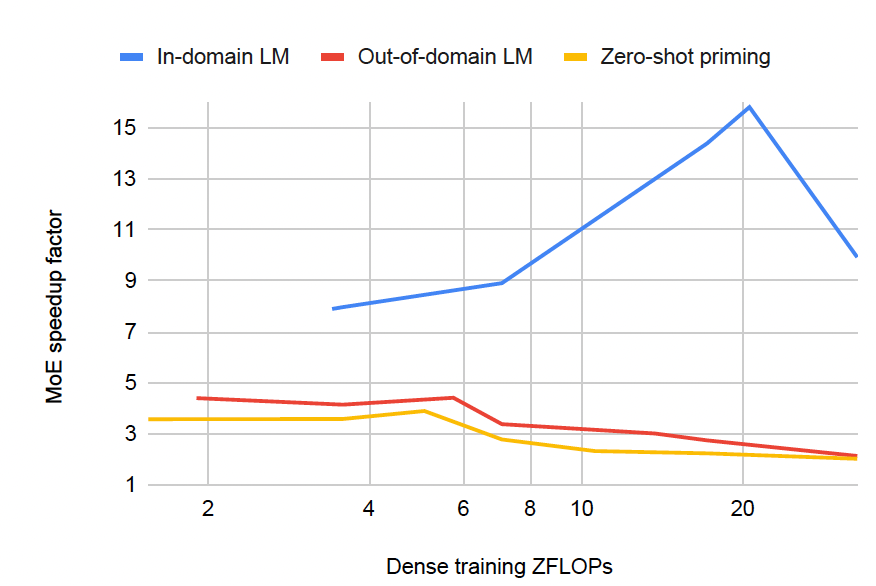 In-domain LM Out-of-domain LM Zero-shot priming
15
13
11
9
7
5
3
1
MoE speedup factor
2 4 6 8 10 20
Dense training ZFLOPs